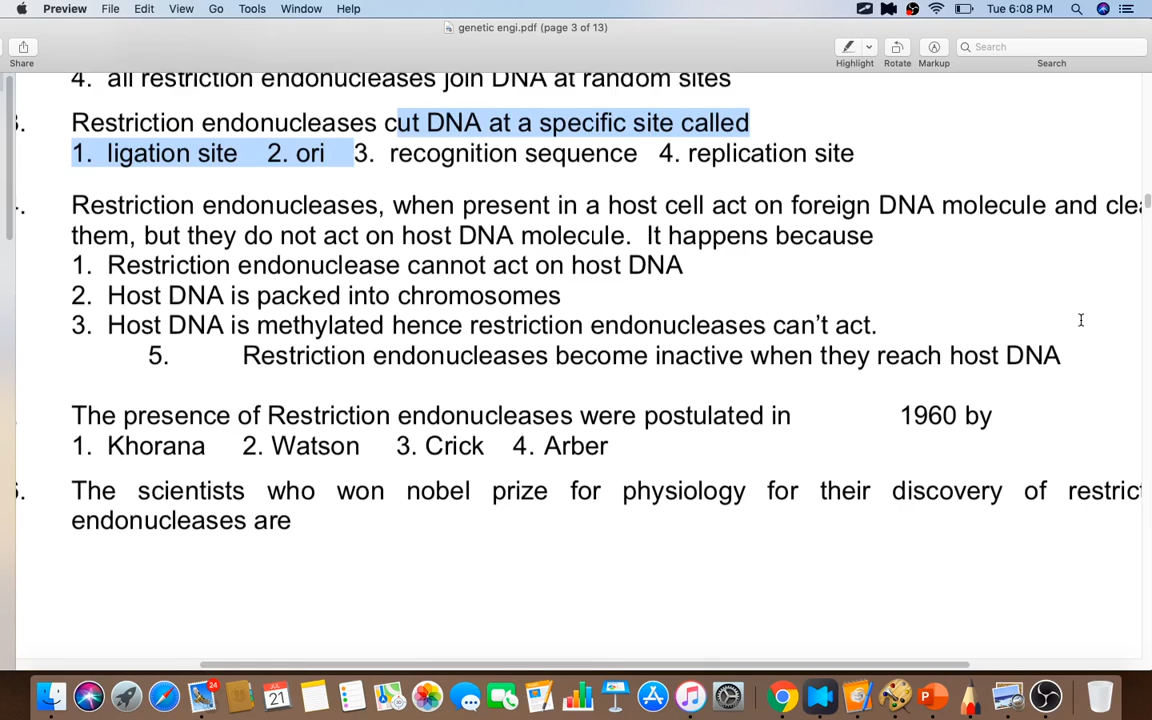 Preview File Edit View Go Tools Window Help Tue 6:08 PM
genetic engi.pdf (page 3 of 13)
Search
Share Highlight Rotate Markup Search
4. all restriction endonucleases join DNA at random sites
Restriction endonucleases cut DNA at a specific site called
1. ligation site 2. ori 3. recognition sequence 4. replication site
Restriction endonucleases, when present in a host cell act on foreign DNA molecule and clea
them, but they do not act on host DNA molecule. It happens because
1. Restriction endonuclease cannot act on host DNA
2. Host DNA is packed into chromosomes
3. Host DNA is methylated hence restriction endonucleases can't act.
5. Restriction endonucleases become inactive when they reach host DNA
The presence of Restriction endonucleases were postulated in 1960 by
1. Khorana 2. Watson 3. Crick 4. Arber
The scientists who won nobel prize for physiology for their discovery of restrict
endonucleases are
24
JUL
21